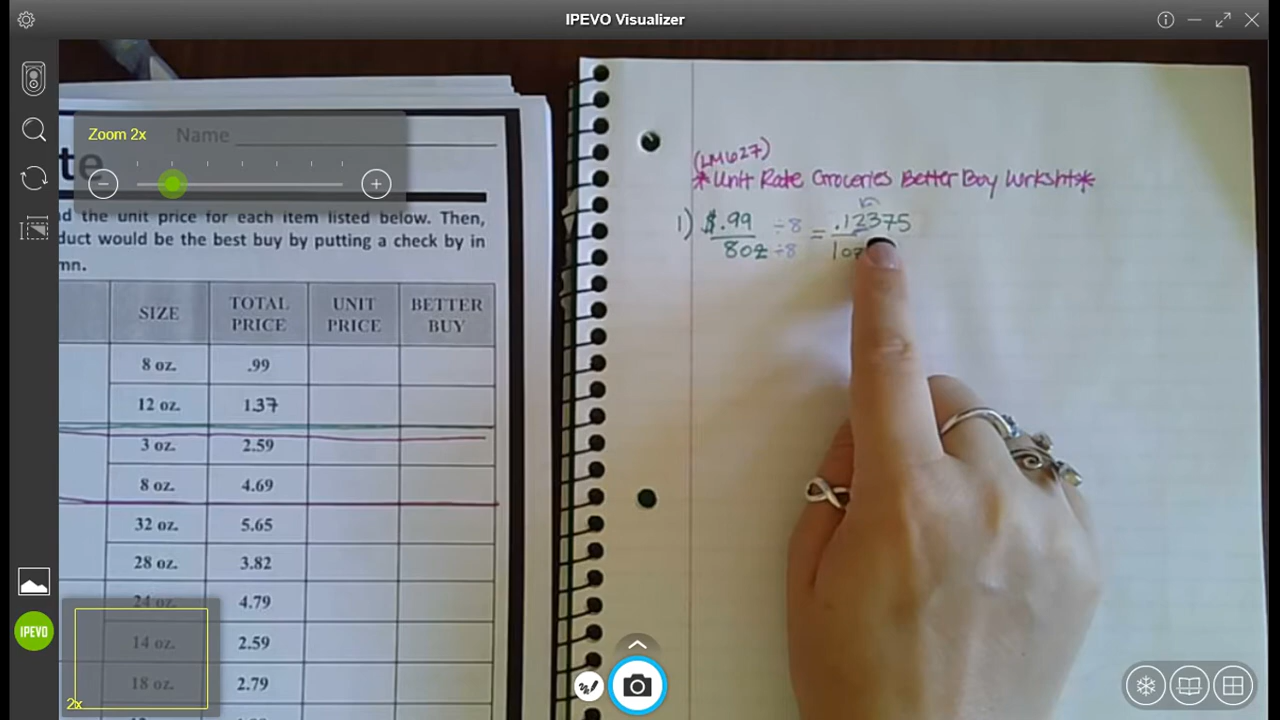 IPEVO Visualizer
Zoom 2x
Name
te
nd the unit price for each item listed below. Then,
duct would be the best buy by putting a check by in
mn.
SIZE TOTAL PRICE UNIT PRICE BETTER BUY
8 oz. .99
12 oz. 1.37
3 oz. 2.59
8 oz. 4.69
32 oz. 5.65
28 oz. 3.82
24 oz. 4.79
14 oz. 2.59
18 oz. 2.79
2x
IPEVO
(LM627)
*Unit Rate Groceries Better Buy Wrksht*
1) $.99 ÷8 = .12375
8oz ÷8